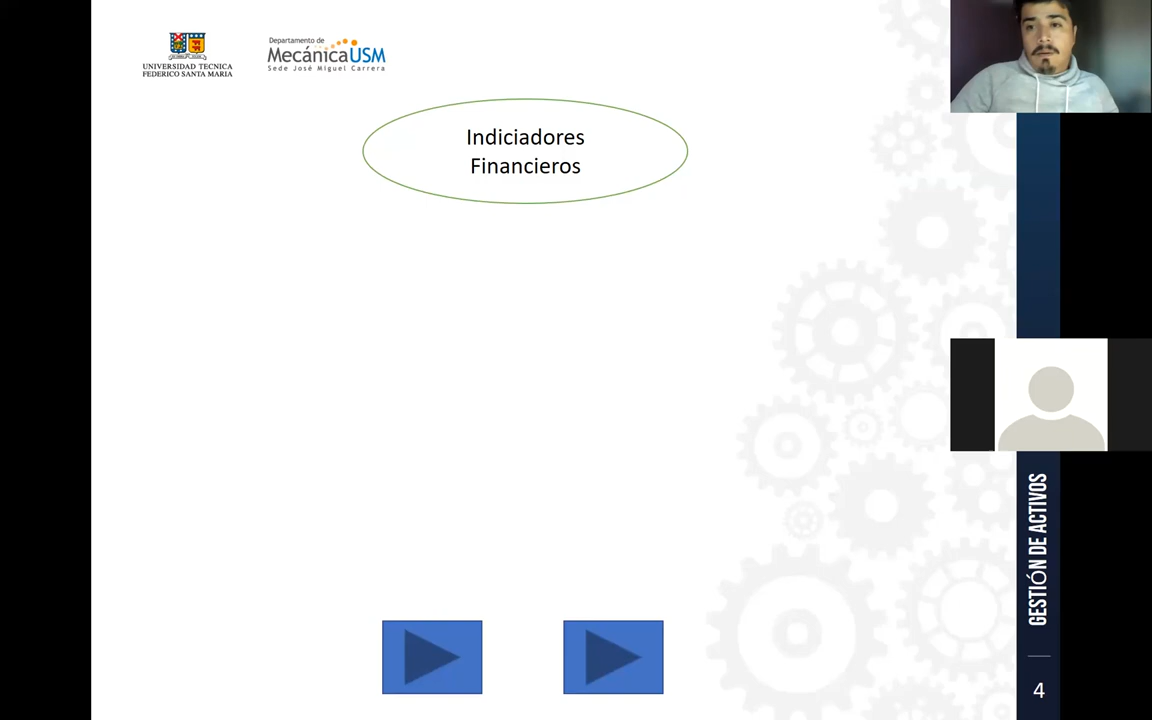 UNIVERSIDAD TECNICA
FEDERICO SANTA MARIA
Departamento de
MecánicaUSM
Sede José Miguel Carrera
Indiciadores
Financieros
GESTIÓN DE ACTIVOS
4